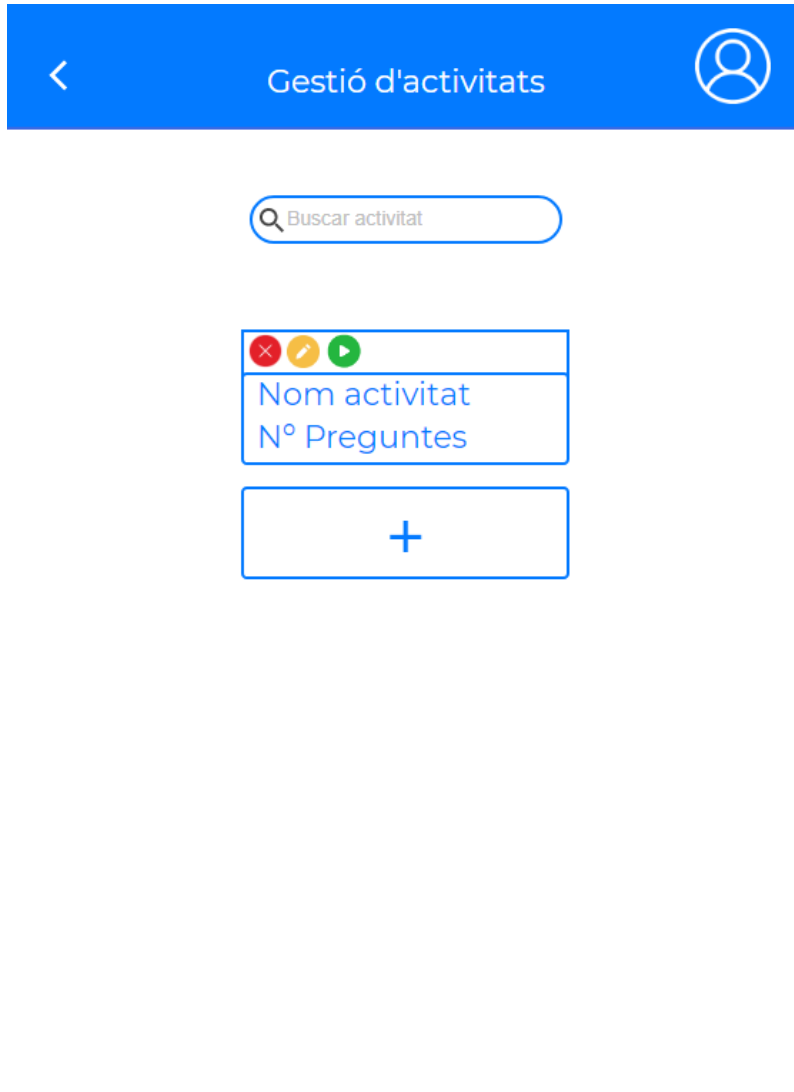 Gestió d'activitats
Buscar activitat
Nom activitat
Nº Preguntes